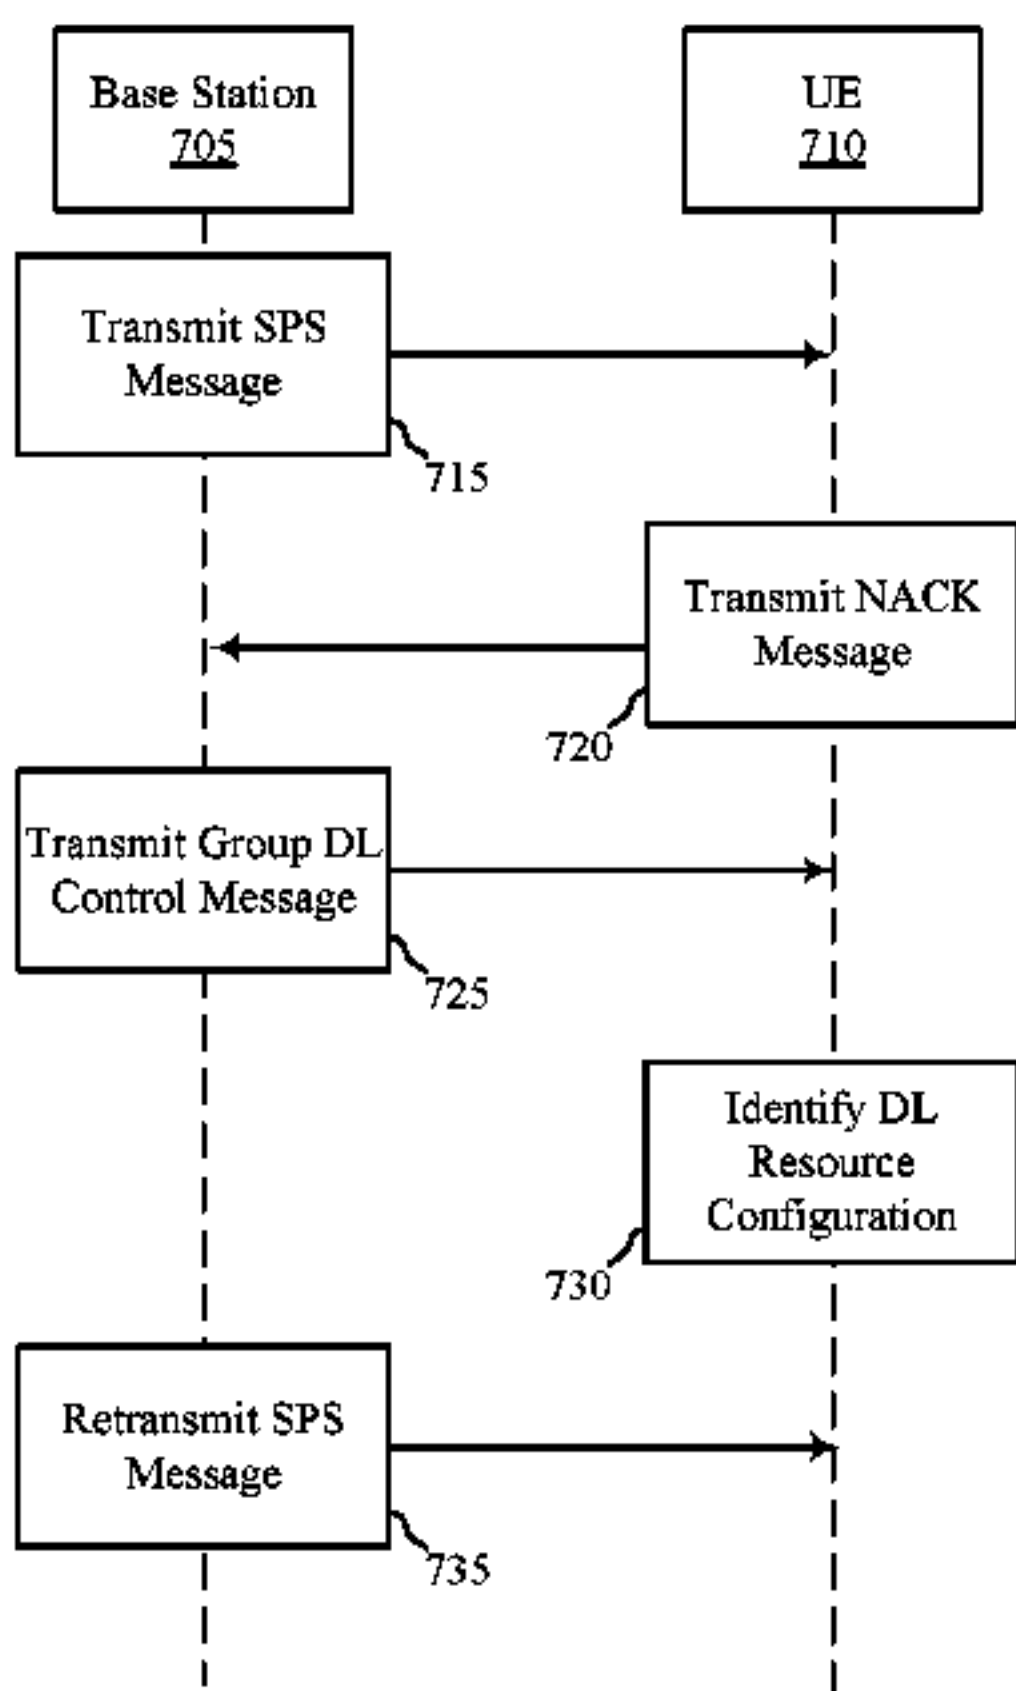 Base Station
705
UE
710
Transmit SPS
Message
715
Transmit NACK
Message
720
Transmit Group DL
Control Message
725
Identify DL
Resource
Configuration
730
Retransmit SPS
Message
735